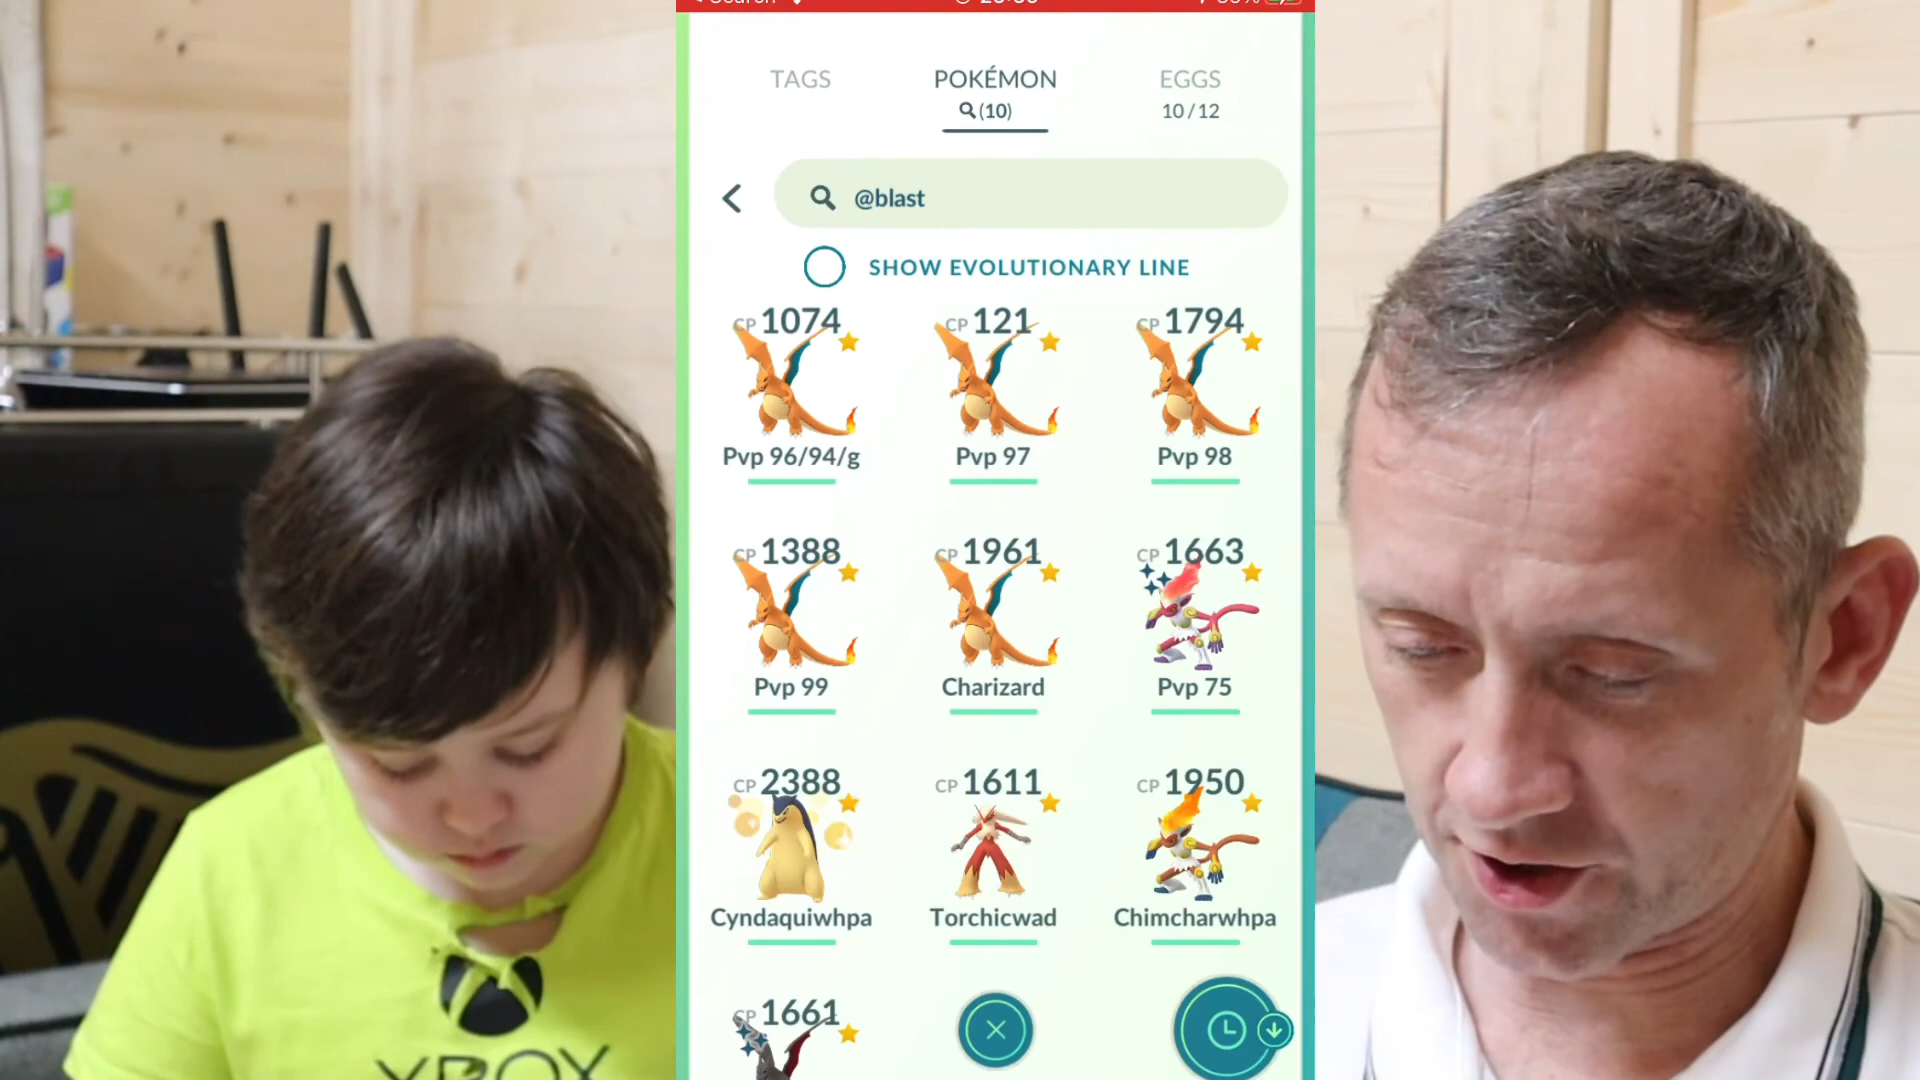 TAGS
POKÉMON
EGGS
(10)
10/12
@blast
SHOW EVOLUTIONARY LINE
CP 1074
CP 121
CP 1794
Pvp 96/94/g
Pvp 97
Pvp 98
CP 1388
CP 1961
CP 1663
Pvp 99
Charizard
Pvp 75
CP 2388
CP 1611
CP 1950
Cyndaquiwhpa
Torchicwad
Chimcharwhpa
CP 1661
XBOX